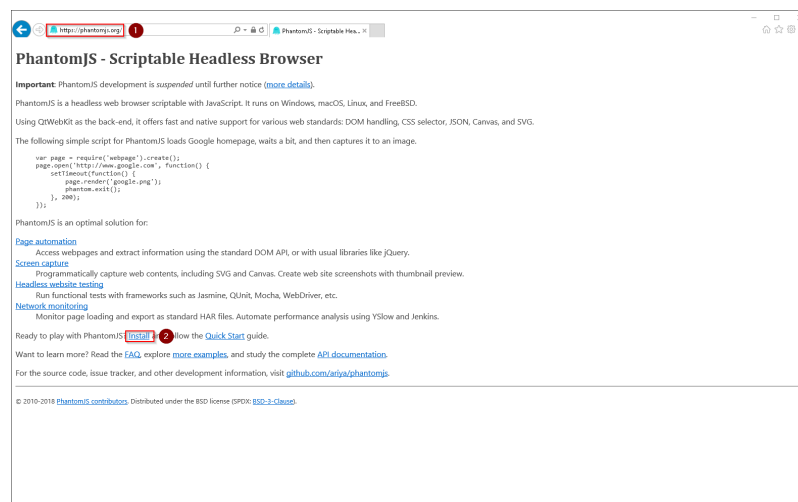 https://phantomjs.org/ 1 PhantomJS - Scriptable Hea...
PhantomJS - Scriptable Headless Browser
Important: PhantomJS development is suspended until further notice (more details).
PhantomJS is a headless web browser scriptable with JavaScript. It runs on Windows, macOS, Linux, and FreeBSD.
Using QtWebKit as the back-end, it offers fast and native support for various web standards: DOM handling, CSS selector, JSON, Canvas, and SVG.
The following simple script for PhantomJS loads Google homepage, waits a bit, and then captures it to an image.
var page = require('webpage').create();
page.open('http://www.google.com', function() {
    setTimeout(function() {
        page.render('google.png');
        phantom.exit();
    }, 200);
});
PhantomJS is an optimal solution for:
Page automation
Access webpages and extract information using the standard DOM API, or with usual libraries like jQuery.
Screen capture
Programmatically capture web contents, including SVG and Canvas. Create web site screenshots with thumbnail preview.
Headless website testing
Run functional tests with frameworks such as Jasmine, QUnit, Mocha, WebDriver, etc.
Network monitoring
Monitor page loading and export as standard HAR files. Automate performance analysis using YSlow and Jenkins.
Ready to play with PhantomJS? Install 2 the Quick Start guide.
Want to learn more? Read the FAQ, explore more examples, and study the complete API documentation.
For the source code, issue tracker, and other development information, visit github.com/ariya/phantomjs.
© 2010-2018 PhantomJS contributors. Distributed under the BSD license (SPDX: BSD-3-Clause).